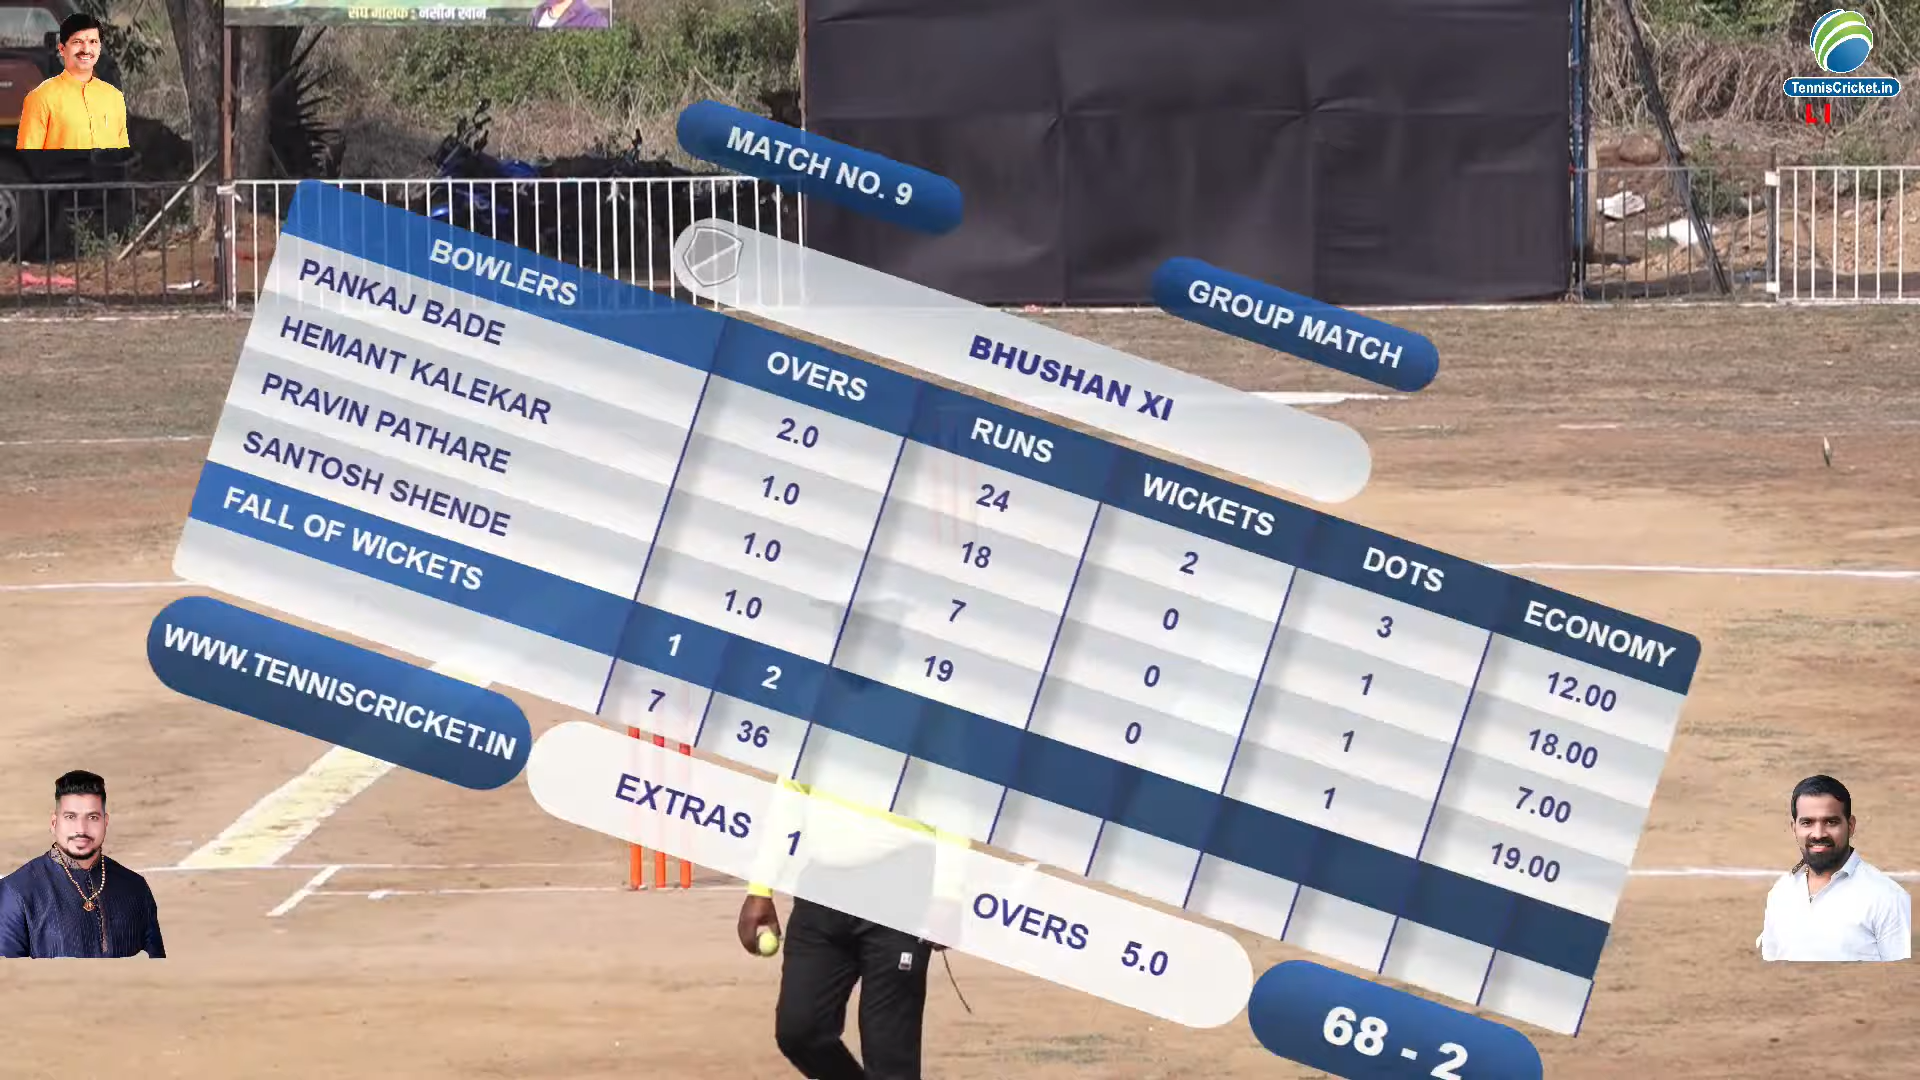 संघ मालक : नसीम खान
TennisCricket.in
LI
MATCH NO. 9
GROUP MATCH
BHUSHAN XI
BOWLERS OVERS RUNS WICKETS DOTS ECONOMY
PANKAJ BADE 2.0 24 2 3 12.00
HEMANT KALEKAR 1.0 18 0 1 18.00
PRAVIN PATHARE 1.0 7 0 1 7.00
SANTOSH SHENDE 1.0 19 0 1 19.00
FALL OF WICKETS 1 2
7 36
WWW.TENNISCRICKET.IN
EXTRAS 1
OVERS 5.0
68 - 2